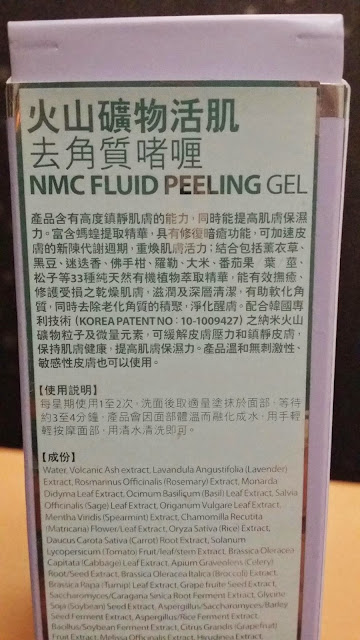 火山礦物活肌
去角質啫喱
NMC FLUID PEELING GEL
產品含有高度鎮靜肌膚的能力，同時能提高肌膚保濕
力。富含螞蝗提取精華，具有修復暗瘡功能，可加速皮
膚的新陳代謝週期，重煥肌膚活力；結合包括薰衣草、
黑豆、迷迭香、佛手柑、羅勒、大米、番茄果 葉 莖、
松子等33種純天然有機植物萃取精華，能有效撫癒、
修護受損之乾燥肌膚，滋潤及深層清潔，有助軟化角
質，同時去除老化角質的積聚，淨化醒膚。配合韓國專
利技術（KOREA PATENT NO : 10-1009427）之納米火山
礦物粒子及微量元素，可緩解皮膚壓力和鎮靜皮膚，
保持肌膚健康，提高肌膚保濕力。產品溫和無刺激性、
敏感性皮膚也可以使用。
【使用說明】
每星期使用1至2次，洗面後取適量塗抹於面部，等待
約3至4分鐘，產品會因面部體溫而融化成水，用手輕
輕按摩面部，用清水清洗即可。
【成份】
Water, Volcanic Ash extract, Lavandula Angustifolia (Lavender)
Extract, Rosmarinus Officinalis (Rosemary) Extract, Monarda
Didyma Leaf Extract, Ocimum Basilicum (Basil) Leaf Extract, Salvia
Officinalis (Sage) Leaf Extract, Origanum Vulgare Leaf Extract,
Mentha Viridis (Spearmint) Extract, Chamomilla Recutita
(Matricaria) Flower/Leaf Extract, Oryza Sativa (Rice) Extract,
Daucus Carota Sativa (Carrot) Root Extract, Solanum
Lycopersicum (Tomato) Fruit/leaf/stem Extract, Brassica Oleracea
Capitata (Cabbage) Leaf Extract, Apium Graveolens (Celery)
Root/Seed Extract, Brassica Oleracea Italica (Broccoli) Extract,
Brassica Rapa (Turnip) Leaf Extract, Grapefruite Seed Extract,
Saccharomyces/Caragina Sirica Root Ferment Extract, Glycine
Soja (Soybean) Seed Extract, Aspergillus/Saccharomyces/Barley
Seed Ferment Extract, Aspergillus/Rice Ferment Extract,
Bacillus/Soybean Ferment Extract, Citrus Grandis (Grapefruit)
Fruit Extract, Melissa Officinalis Extract,